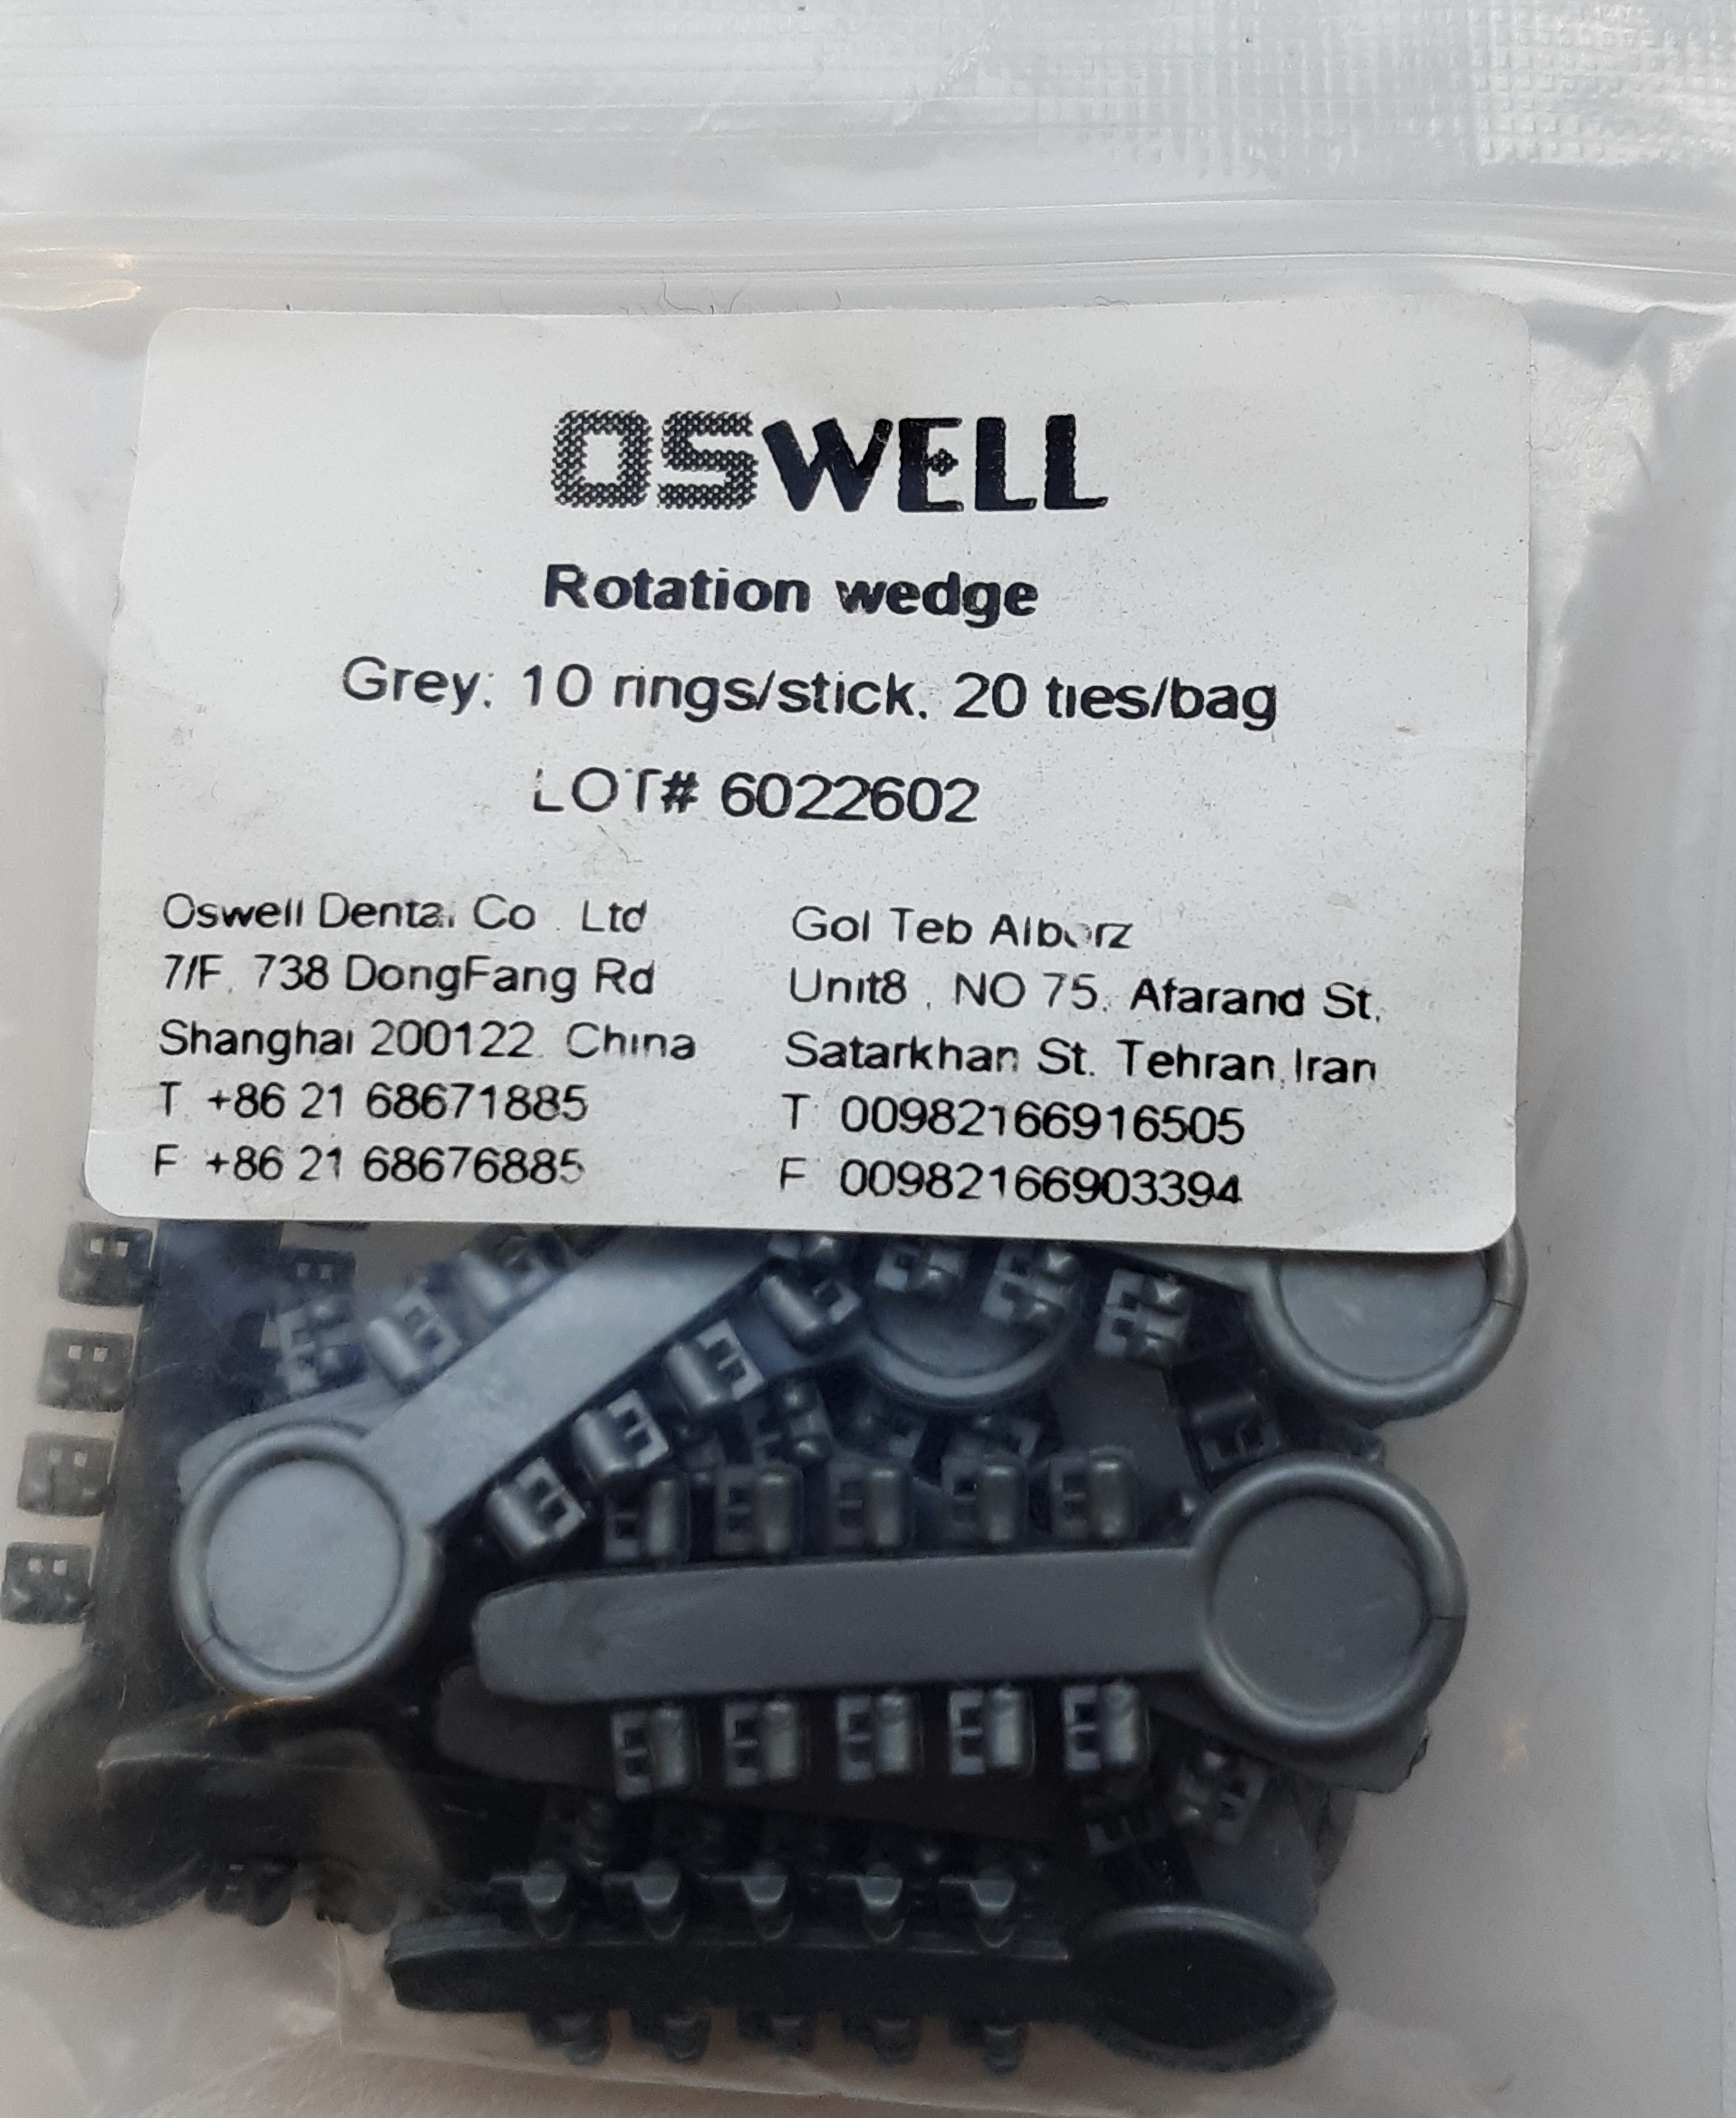 OSWELL
Rotation wedge
Grey, 10 rings/stick, 20 ties/bag
LOT# 6022602
Oswell Dental Co., Ltd
7/F, 738 DongFang Rd
Shanghai 200122, China
T: +86 21 68671885
F: +86 21 68676885
Gol Teb Alborz
Unit8 , NO 75, Afarand St,
Satarkhan St. Tehran, Iran
T: 00982166916505
F: 00982166903394